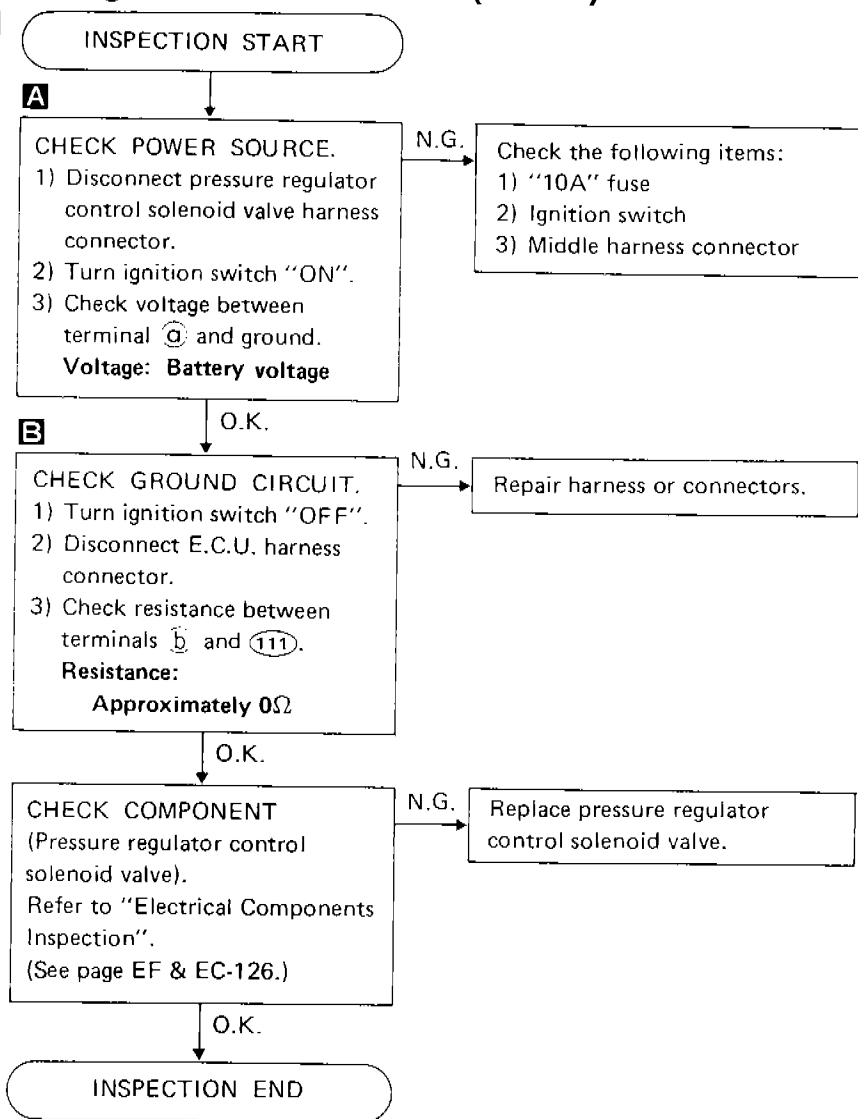 INSPECTION START
A
CHECK POWER SOURCE.
1) Disconnect pressure regulator
control solenoid valve harness
connector.
2) Turn ignition switch "ON".
3) Check voltage between
terminal ⓐ and ground.
Voltage: Battery voltage
N.G.
Check the following items:
1) "10A" fuse
2) Ignition switch
3) Middle harness connector
O.K.
B
CHECK GROUND CIRCUIT.
1) Turn ignition switch "OFF".
2) Disconnect E.C.U. harness
connector.
3) Check resistance between
terminals ⓑ and (111).
Resistance:
Approximately 0Ω
N.G.
Repair harness or connectors.
O.K.
CHECK COMPONENT
(Pressure regulator control
solenoid valve).
Refer to "Electrical Components
Inspection".
(See page EF & EC-126.)
N.G.
Replace pressure regulator
control solenoid valve.
O.K.
INSPECTION END